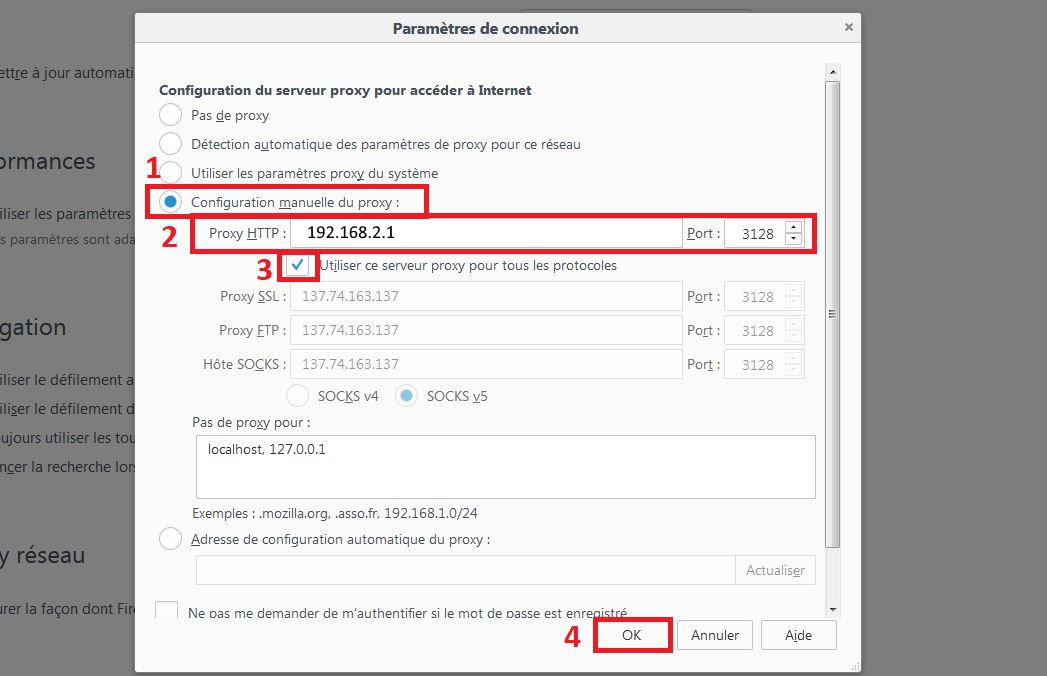 Paramètres de connexion ×
ettre à jour automati
Configuration du serveur proxy pour accéder à Internet
Pas de proxy
Détection automatique des paramètres de proxy pour ce réseau
ormances
1 Utiliser les paramètres proxy du système
Configuration manuelle du proxy :
iliser les paramètres
2 Proxy HTTP : 192.168.2.1 Port : 3128
s paramètres sont ada
3 Utiliser ce serveur proxy pour tous les protocoles
Proxy SSL : 137.74.163.137 Port : 3128
gation
Proxy FTP : 137.74.163.137 Port : 3128
Hôte SOCKS : 137.74.163.137 Port : 3128
iliser le défilement a
SOCKS v4 SOCKS v5
iliser le défilement d
Pas de proxy pour :
ujours utiliser les tou
localhost, 127.0.0.1
ncer la recherche lors
Exemples : .mozilla.org, .asso.fr, 192.168.1.0/24
Adresse de configuration automatique du proxy :
y réseau
Actualiser
urer la façon dont Fire
Ne pas me demander de m'authentifier si le mot de passe est enregistré
4 OK Annuler Aide